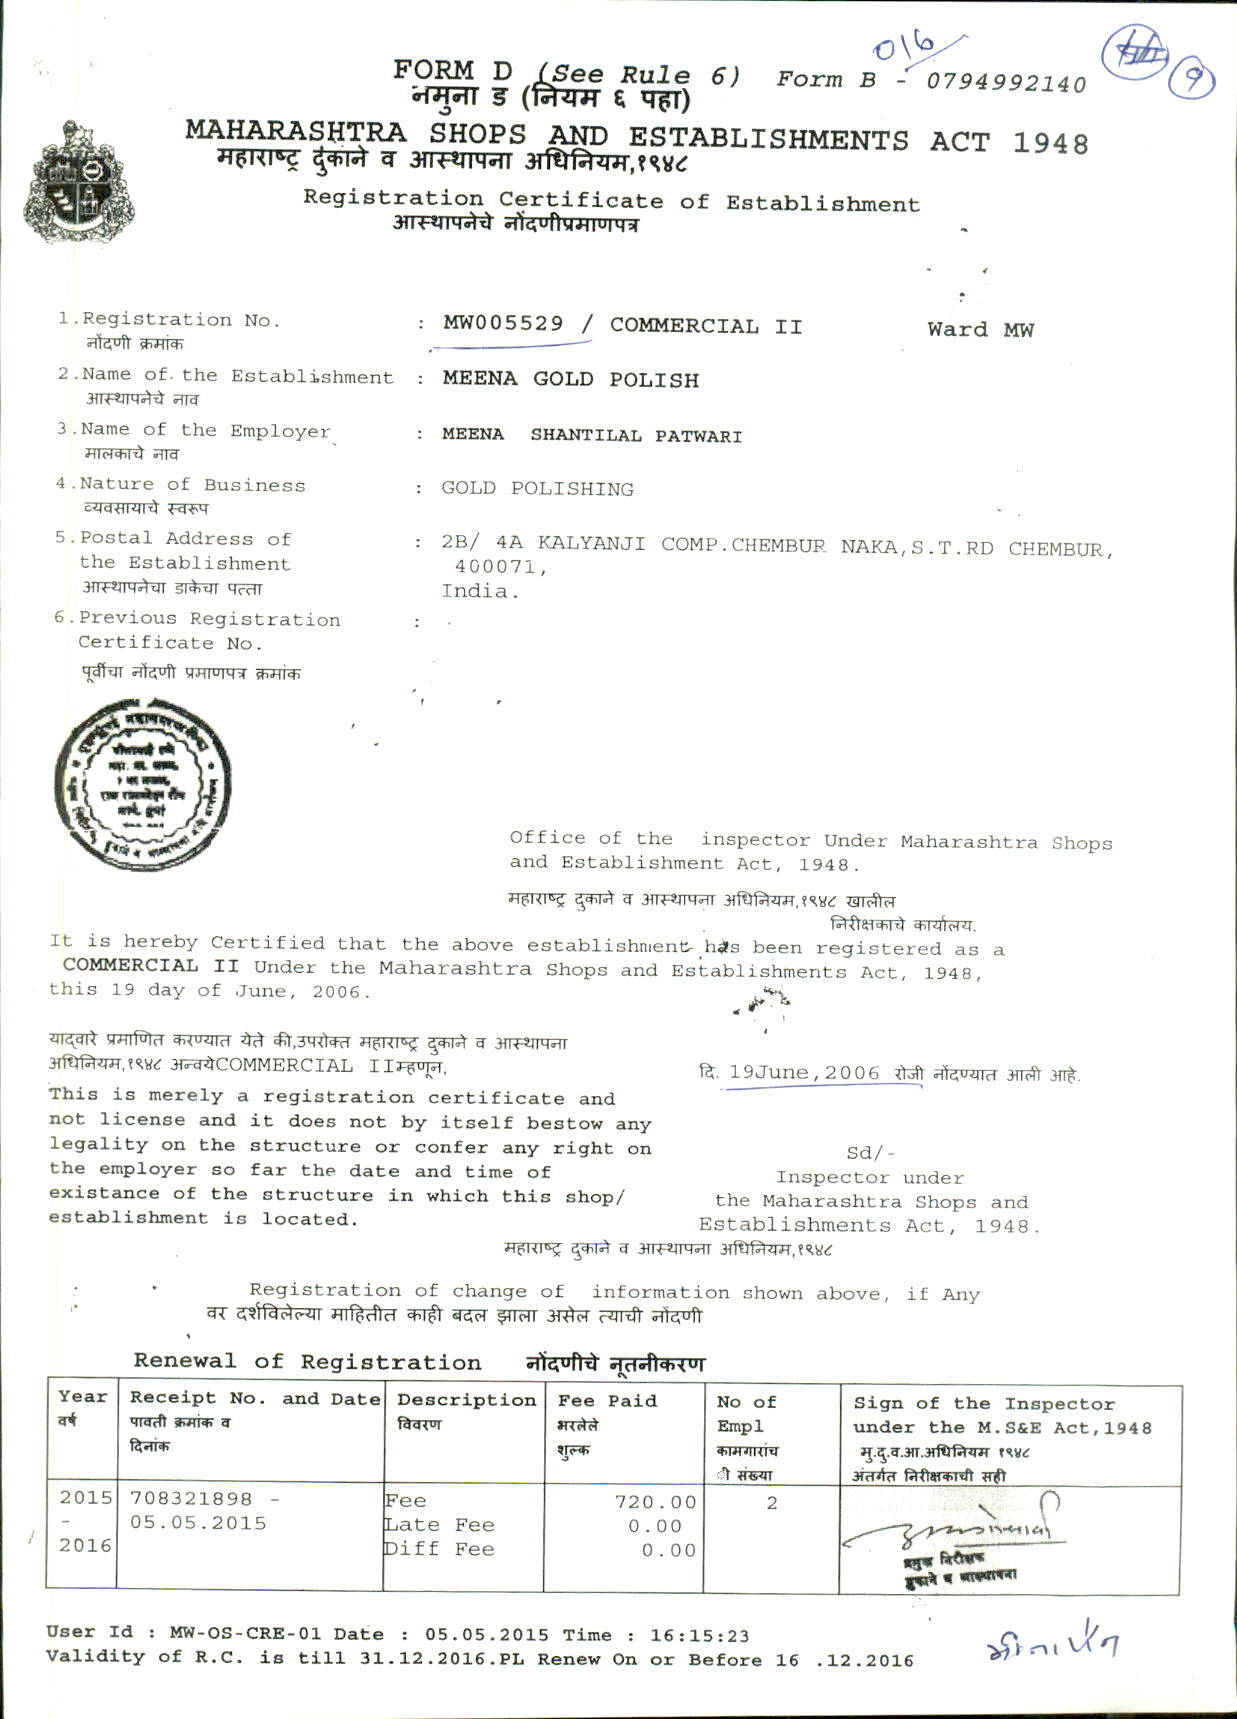 016
9
FORM D (See Rule 6) Form B - 0794992140
नमुना ड (नियम ६ पहा)
MAHARASHTRA SHOPS AND ESTABLISHMENTS ACT 1948
महाराष्ट्र दुकाने व आस्थापना अधिनियम,१९४८
Registration Certificate of Establishment
आस्थापनेचे नोंदणीप्रमाणपत्र
1.Registration No. : MW005529 / COMMERCIAL II Ward MW
नोंदणी क्रमांक
2.Name of the Establishment : MEENA GOLD POLISH
आस्थापनेचे नाव
3.Name of the Employer : MEENA SHANTILAL PATWARI
मालकाचे नाव
4.Nature of Business : GOLD POLISHING
व्यवसायाचे स्वरूप
5.Postal Address of : 2B/ 4A KALYANJI COMP.CHEMBUR NAKA,S.T.RD CHEMBUR,
the Establishment 400071,
आस्थापनेचा डाकेचा पत्ता India.
6.Previous Registration :
Certificate No.
पूर्वीचा नोंदणी प्रमाणपत्र क्रमांक
Office of the inspector Under Maharashtra Shops
and Establishment Act, 1948.
महाराष्ट्र दुकाने व आस्थापना अधिनियम,१९४८ खालील
निरीक्षकाचे कार्यालय.
It is hereby Certified that the above establishment has been registered as a
COMMERCIAL II Under the Maharashtra Shops and Establishments Act, 1948,
this 19 day of June, 2006.
याद्वारे प्रमाणित करण्यात येते की,उपरोक्त महाराष्ट्र दुकाने व आस्थापना
अधिनियम,१९४८ अन्वयेCOMMERCIAL IIम्हणून, दि. 19June,2006 रोजी नोंदण्यात आली आहे.
This is merely a registration certificate and
not license and it does not by itself bestow any
legality on the structure or confer any right on
the employer so far the date and time of
existance of the structure in which this shop/
establishment is located.
Sd/-
Inspector under
the Maharashtra Shops and
Establishments Act, 1948.
महाराष्ट्र दुकाने व आस्थापना अधिनियम,१९४८
Registration of change of information shown above, if Any
वर दर्शविलेल्या माहितीत काही बदल झाला असेल त्याची नोंदणी
Renewal of Registration नोंदणीचे नूतनीकरण
Year Receipt No. and Date Description Fee Paid No of Sign of the Inspector
वर्ष पावती क्रमांक व विवरण भरलेले Empl under the M.S&E Act,1948
दिनांक शुल्क कामगारांच मु.दु.व.आ.अधिनियम १९४८
ी संख्या अंतर्गत निरीक्षकाची सही
2015 708321898 - Fee 720.00 2
- 05.05.2015 Late Fee 0.00
2016 Diff Fee 0.00
प्रमुख निरीक्षक
दुकाने व आस्थापना
User Id : MW-OS-CRE-01 Date : 05.05.2015 Time : 16:15:23
Validity of R.C. is till 31.12.2016.PL Renew On or Before 16 .12.2016